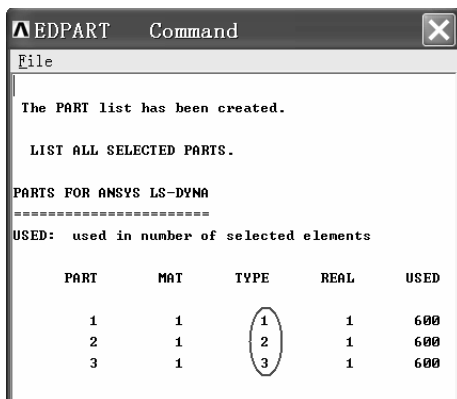 EDPART Command
File
The PART list has been created.
LIST ALL SELECTED PARTS.
PARTS FOR ANSYS LS-DYNA
=======================
USED: used in number of selected elements
PART MAT TYPE REAL USED
1 1 1 1 600
2 1 2 1 600
3 1 3 1 600